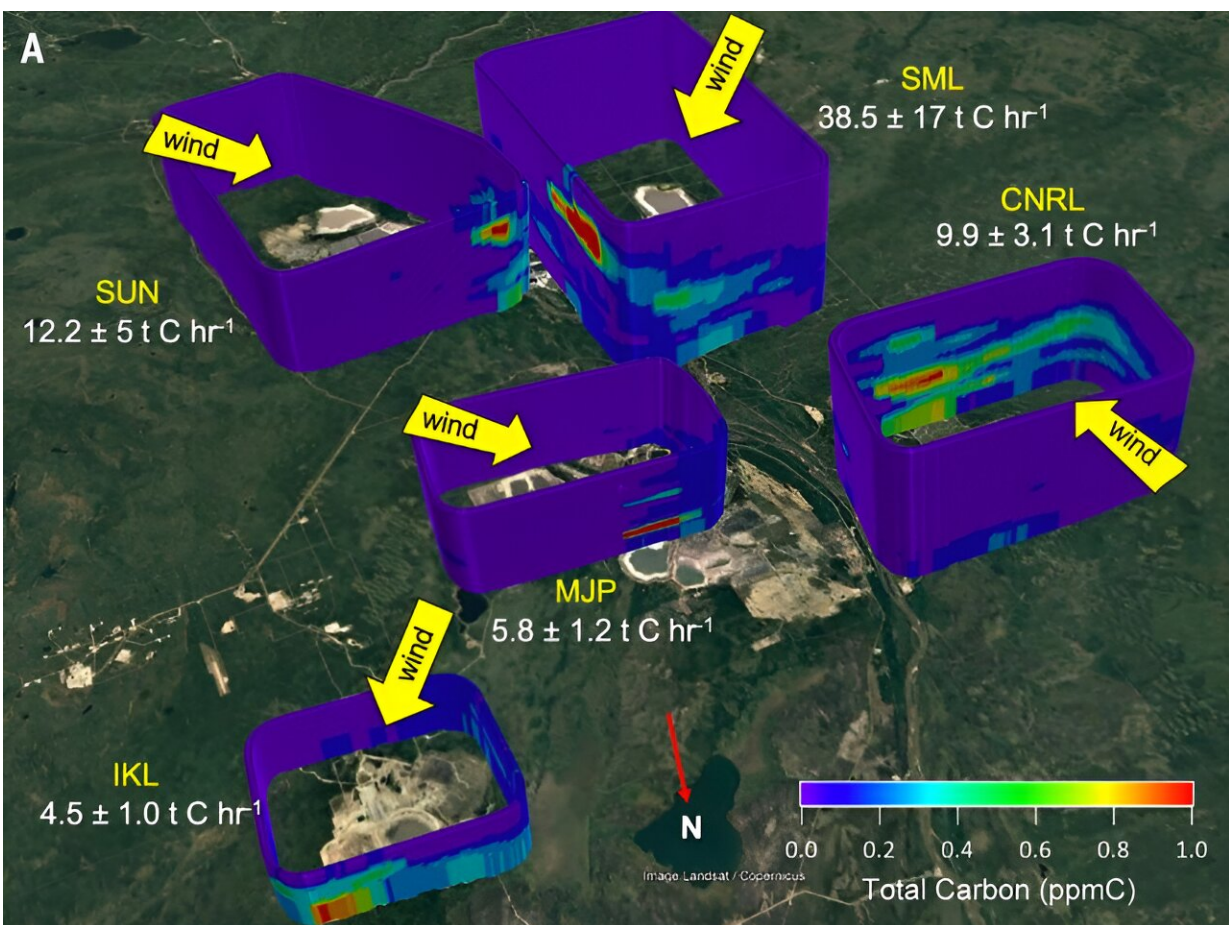 A
wind
wind
SML
38.5 ± 17 t C hr⁻¹
CNRL
9.9 ± 3.1 t C hr⁻¹
SUN
12.2 ± 5 t C hr⁻¹
wind
wind
MJP
5.8 ± 1.2 t C hr⁻¹
wind
IKL
4.5 ± 1.0 t C hr⁻¹
N
Image Landsat / Copernicus
0.0 0.2 0.4 0.6 0.8 1.0
Total Carbon (ppmC)